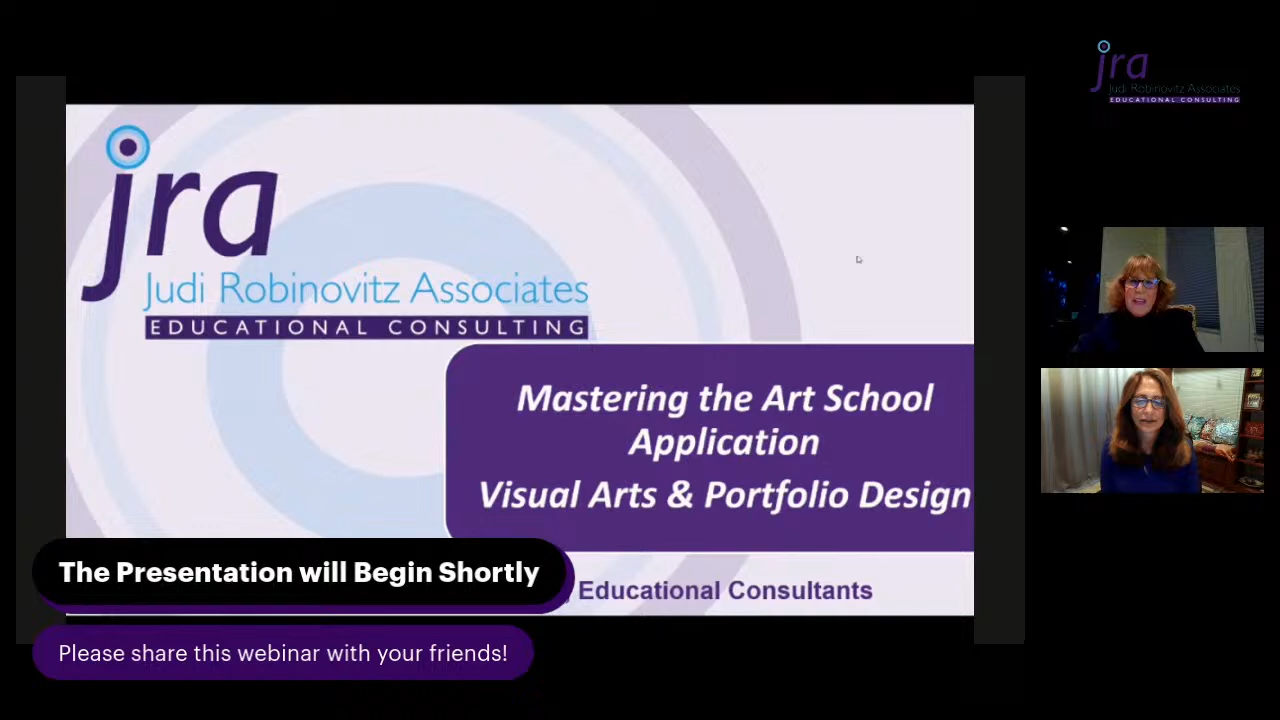 jra
Judi Robinovitz Associates
EDUCATIONAL CONSULTING
Mastering the Art School
Application
Visual Arts & Portfolio Design
Educational Consultants
The Presentation will Begin Shortly
Please share this webinar with your friends!
jra
Judi Robinovitz Associates
EDUCATIONAL CONSULTING